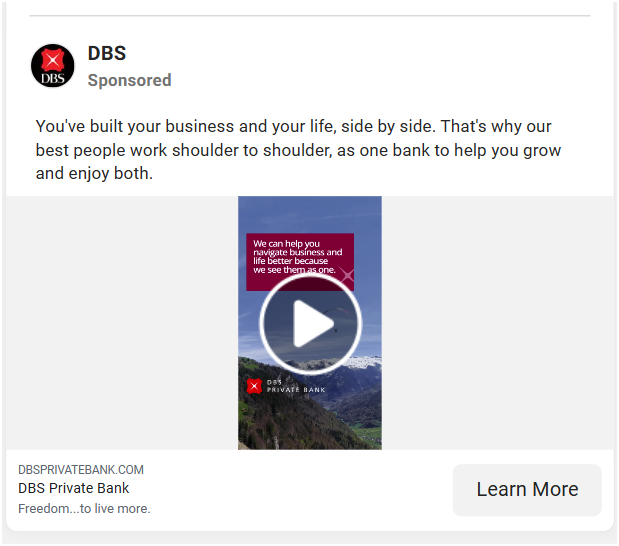 DBS
DBS
Sponsored
You've built your business and your life, side by side. That's why our
best people work shoulder to shoulder, as one bank to help you grow
and enjoy both.
We can help you
navigate business and
life better because
we see them as one.
DBS
PRIVATE BANK
DBSPRIVATEBANK.COM
DBS Private Bank
Freedom...to live more.
Learn More